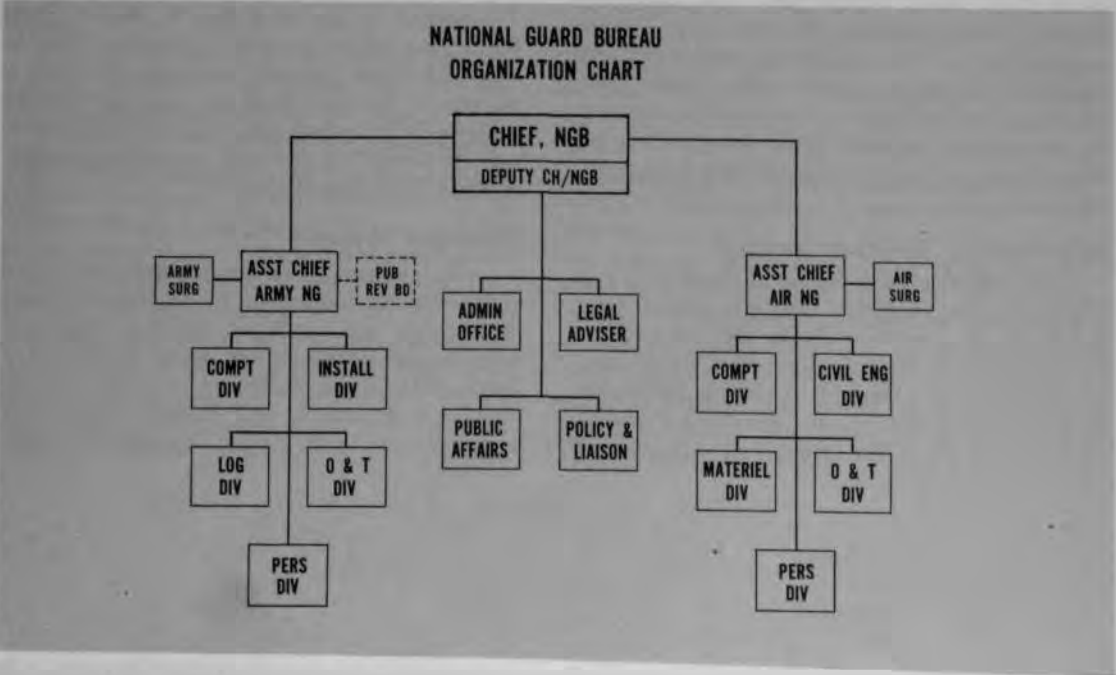 NATIONAL GUARD BUREAU
ORGANIZATION CHART
CHIEF, NGB
DEPUTY CH/NGB
ARMY
SURG
ASST CHIEF
ARMY NG
PUB
REV BD
ADMIN
OFFICE
LEGAL
ADVISER
ASST CHIEF
AIR NG
AIR
SURG
COMPT
DIV
INSTALL
DIV
PUBLIC
AFFAIRS
POLICY &
LIAISON
COMPT
DIV
CIVIL ENG
DIV
LOG
DIV
O & T
DIV
MATERIEL
DIV
O & T
DIV
PERS
DIV
PERS
DIV